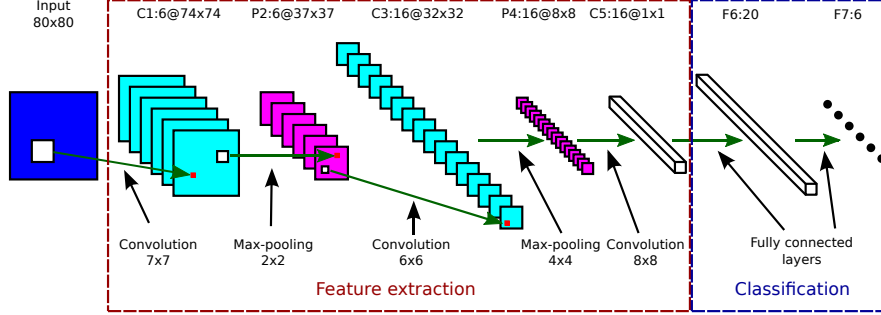 Input
80x80
C1:6@74x74
P2:6@37x37
C3:16@32x32
P4:16@8x8
C5:16@1x1
F6:20
F7:6
Convolution
7x7
Max-pooling
2x2
Convolution
6x6
Max-pooling
4x4
Convolution
8x8
Fully connected
layers
Feature extraction
Classification